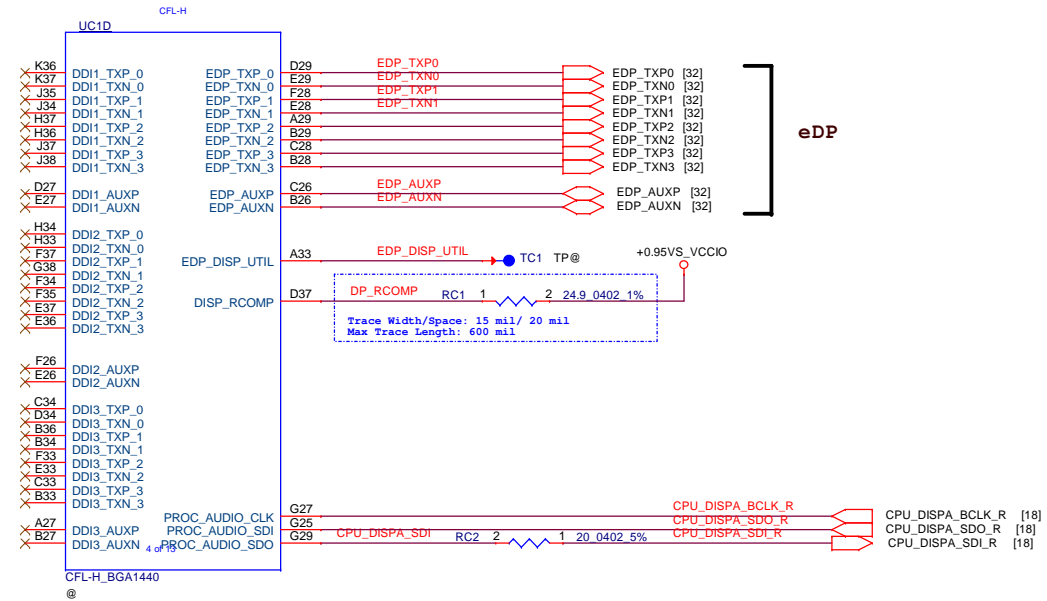 CFL-H
UC1D
K36 DDI1_TXP_0 EDP_TXP_0 D29 EDP_TXP0 EDP_TXP0 [32]
K37 DDI1_TXN_0 EDP_TXN_0 E29 EDP_TXN0 EDP_TXN0 [32]
J35 DDI1_TXP_1 EDP_TXP_1 F28 EDP_TXP1 EDP_TXP1 [32]
J34 DDI1_TXN_1 EDP_TXN_1 E28 EDP_TXN1 EDP_TXN1 [32]
H37 DDI1_TXP_2 EDP_TXP_2 A29 EDP_TXP2 [32]
H36 DDI1_TXN_2 EDP_TXN_2 B29 EDP_TXN2 [32]
J37 DDI1_TXP_3 EDP_TXP_3 C28 EDP_TXP3 [32]
J38 DDI1_TXN_3 EDP_TXN_3 B28 EDP_TXN3 [32]
eDP
D27 DDI1_AUXP EDP_AUXP C26 EDP_AUXP EDP_AUXP [32]
E27 DDI1_AUXN EDP_AUXN B26 EDP_AUXN EDP_AUXN [32]
H34 DDI2_TXP_0
H33 DDI2_TXN_0
F37 DDI2_TXP_1 EDP_DISP_UTIL A33 EDP_DISP_UTIL TC1 TP@ +0.95VS_VCCIO
G38 DDI2_TXN_1
F34 DDI2_TXP_2
F35 DDI2_TXN_2 DISP_RCOMP D37 DP_RCOMP RC1 1 2 24.9_0402_1%
E37 DDI2_TXP_3
E36 DDI2_TXN_3
Trace Width/Space: 15 mil/ 20 mil
Max Trace Length: 600 mil
F26 DDI2_AUXP
E26 DDI2_AUXN
C34 DDI3_TXP_0
D34 DDI3_TXN_0
B36 DDI3_TXP_1
B34 DDI3_TXN_1
F33 DDI3_TXP_2
E33 DDI3_TXN_2
C33 DDI3_TXP_3
B33 DDI3_TXN_3
PROC_AUDIO_CLK G27 CPU_DISPA_BCLK_R CPU_DISPA_BCLK_R [18]
A27 DDI3_AUXP PROC_AUDIO_SDI G25 CPU_DISPA_SDO_R CPU_DISPA_SDO_R [18]
B27 DDI3_AUXN 4 of 13 PROC_AUDIO_SDO G29 CPU_DISPA_SDI RC2 2 1 20_0402_5% CPU_DISPA_SDI_R CPU_DISPA_SDI_R [18]
CFL-H_BGA1440
@